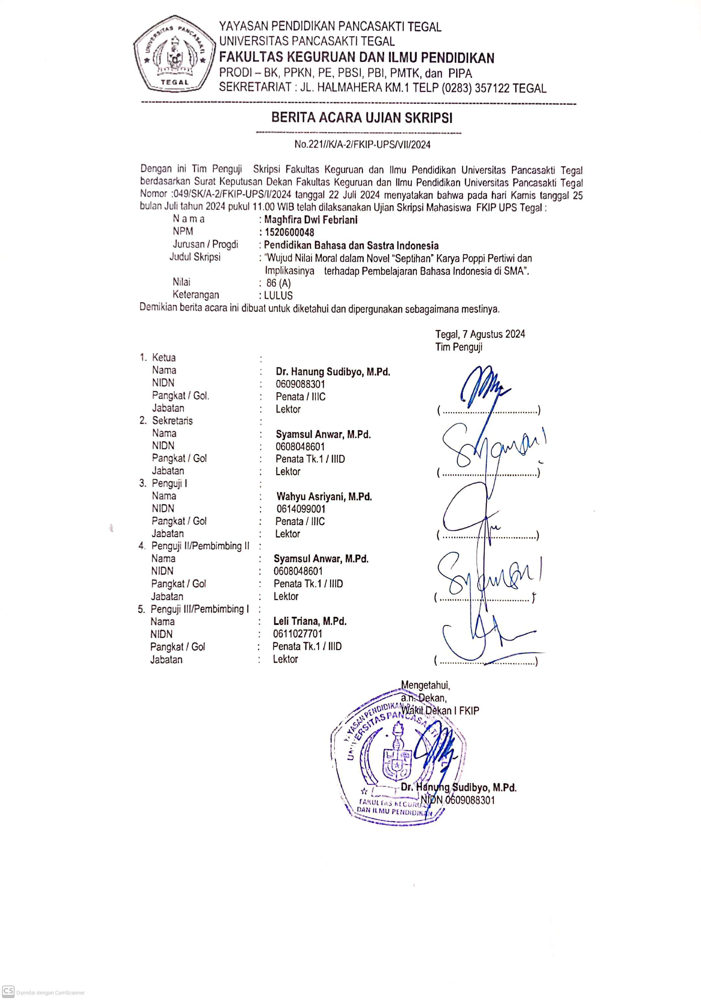 UNIVERSITAS PANCASAKTI
TEGAL
YAYASAN PENDIDIKAN PANCASAKTI TEGAL
UNIVERSITAS PANCASAKTI TEGAL
FAKULTAS KEGURUAN DAN ILMU PENDIDIKAN
PRODI – BK, PPKN, PE, PBSI, PBI, PMTK, dan PIPA
SEKRETARIAT : JL. HALMAHERA KM.1 TELP (0283) 357122 TEGAL
BERITA ACARA UJIAN SKRIPSI
No.221//K/A-2/FKIP-UPS/VII/2024
Dengan ini Tim Penguji Skripsi Fakultas Keguruan dan Ilmu Pendidikan Universitas Pancasakti Tegal
berdasarkan Surat Keputusan Dekan Fakultas Keguruan dan Ilmu Pendidikan Universitas Pancasakti Tegal
Nomor :049/SK/A-2/FKIP-UPS/I/2024 tanggal 22 Juli 2024 menyatakan bahwa pada hari Kamis tanggal 25
bulan Juli tahun 2024 pukul 11.00 WIB telah dilaksanakan Ujian Skripsi Mahasiswa FKIP UPS Tegal :
N a m a : Maghfira Dwi Febriani
NPM : 1520600048
Jurusan / Progdi : Pendidikan Bahasa dan Sastra Indonesia
Judul Skripsi : "Wujud Nilai Moral dalam Novel "Septihan" Karya Poppi Pertiwi dan
Implikasinya terhadap Pembelajaran Bahasa Indonesia di SMA".
Nilai : 86 (A)
Keterangan : LULUS
Demikian berita acara ini dibuat untuk diketahui dan dipergunakan sebagaimana mestinya.
Tegal, 7 Agustus 2024
Tim Penguji
1. Ketua :
Nama : Dr. Hanung Sudibyo, M.Pd.
NIDN : 0609088301
Pangkat / Gol. : Penata / IIIC
Jabatan : Lektor (....................................)
2. Sekretaris :
Nama : Syamsul Anwar, M.Pd.
NIDN : 0608048601
Pangkat / Gol : Penata Tk.1 / IIID
Jabatan : Lektor (....................................)
3. Penguji I :
Nama : Wahyu Asriyani, M.Pd.
NIDN : 0614099001
Pangkat / Gol : Penata / IIIC
Jabatan : Lektor (....................................)
4. Penguji II/Pembimbing II :
Nama : Syamsul Anwar, M.Pd.
NIDN : 0608048601
Pangkat / Gol : Penata Tk.1 / IIID
Jabatan : Lektor (....................................)
5. Penguji III/Pembimbing I :
Nama : Leli Triana, M.Pd.
NIDN : 0611027701
Pangkat / Gol : Penata Tk.1 / IIID
Jabatan : Lektor (....................................)
Mengetahui,
a.n. Dekan,
Wakil Dekan I FKIP
YAYASAN PENDIDIKAN
UNIVERSITAS PANCASAKTI
Dr. Hanung Sudibyo, M.Pd.
NIDN 0609088301
FAKULTAS KEGURUAN
DAN ILMU PENDIDIKAN
CS Dipindai dengan CamScanner